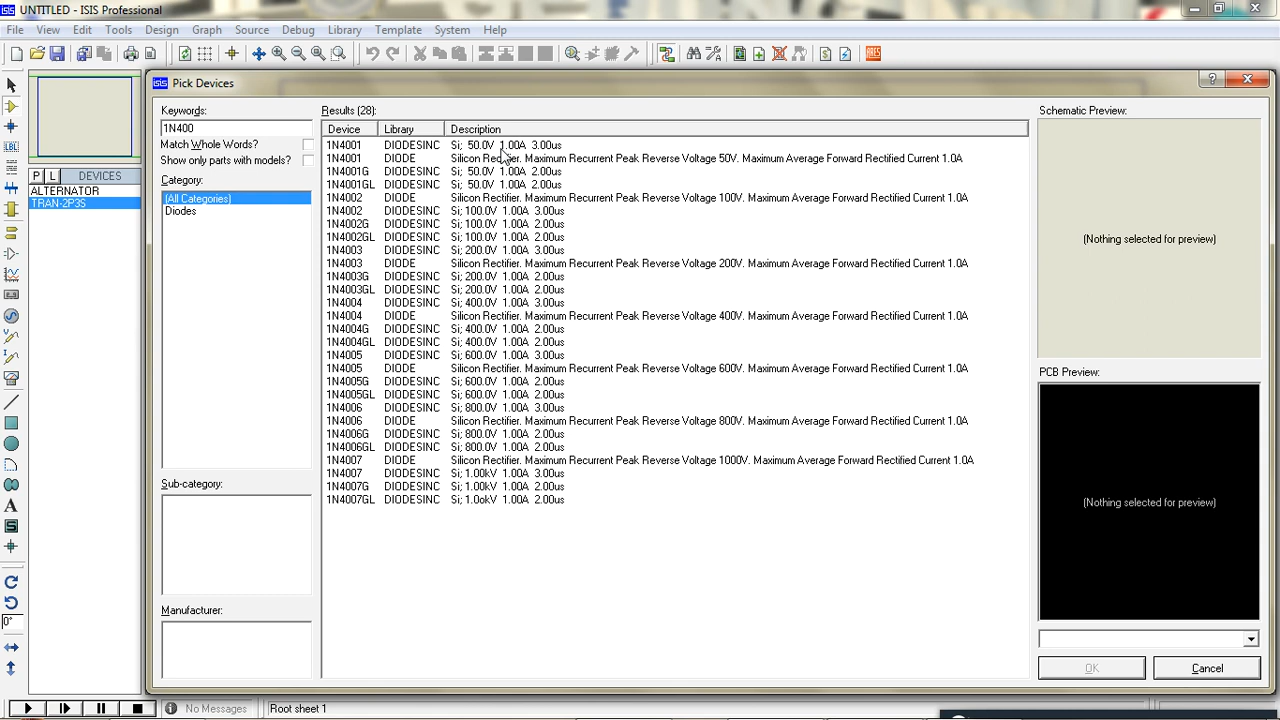 UNTITLED - ISIS Professional
File View Edit Tools Design Graph Source Debug Library Template System Help
ARES
Pick Devices
Keywords:
1N400
Match Whole Words?
Show only parts with models?
Category:
(All Categories)
Diodes
Sub-category:
Manufacturer:
P L DEVICES
ALTERNATOR
TRAN-2P3S
LBL
A
S
0°
Results (28):
Device Library Description
1N4001 DIODESINC Si; 50.0V 1.00A 3.00us
1N4001 DIODE Silicon Rectifier. Maximum Recurrent Peak Reverse Voltage 50V. Maximum Average Forward Rectified Current 1.0A
1N4001G DIODESINC Si; 50.0V 1.00A 2.00us
1N4001GL DIODESINC Si; 50.0V 1.00A 2.00us
1N4002 DIODE Silicon Rectifier. Maximum Recurrent Peak Reverse Voltage 100V. Maximum Average Forward Rectified Current 1.0A
1N4002 DIODESINC Si; 100.0V 1.00A 3.00us
1N4002G DIODESINC Si; 100.0V 1.00A 2.00us
1N4002GL DIODESINC Si; 100.0V 1.00A 2.00us
1N4003 DIODESINC Si; 200.0V 1.00A 3.00us
1N4003 DIODE Silicon Rectifier. Maximum Recurrent Peak Reverse Voltage 200V. Maximum Average Forward Rectified Current 1.0A
1N4003G DIODESINC Si; 200.0V 1.00A 2.00us
1N4003GL DIODESINC Si; 200.0V 1.00A 2.00us
1N4004 DIODESINC Si; 400.0V 1.00A 3.00us
1N4004 DIODE Silicon Rectifier. Maximum Recurrent Peak Reverse Voltage 400V. Maximum Average Forward Rectified Current 1.0A
1N4004G DIODESINC Si; 400.0V 1.00A 2.00us
1N4004GL DIODESINC Si; 400.0V 1.00A 2.00us
1N4005 DIODESINC Si; 600.0V 1.00A 3.00us
1N4005 DIODE Silicon Rectifier. Maximum Recurrent Peak Reverse Voltage 600V. Maximum Average Forward Rectified Current 1.0A
1N4005G DIODESINC Si; 600.0V 1.00A 2.00us
1N4005GL DIODESINC Si; 600.0V 1.00A 2.00us
1N4006 DIODESINC Si; 800.0V 1.00A 3.00us
1N4006 DIODE Silicon Rectifier. Maximum Recurrent Peak Reverse Voltage 800V. Maximum Average Forward Rectified Current 1.0A
1N4006G DIODESINC Si; 800.0V 1.00A 2.00us
1N4006GL DIODESINC Si; 800.0V 1.00A 2.00us
1N4007 DIODE Silicon Rectifier. Maximum Recurrent Peak Reverse Voltage 1000V. Maximum Average Forward Rectified Current 1.0A
1N4007 DIODESINC Si; 1.00kV 1.00A 3.00us
1N4007G DIODESINC Si; 1.00kV 1.00A 2.00us
1N4007GL DIODESINC Si; 1.0okV 1.00A 2.00us
Schematic Preview:
(Nothing selected for preview)
PCB Preview:
(Nothing selected for preview)
OK Cancel
No Messages Root sheet 1